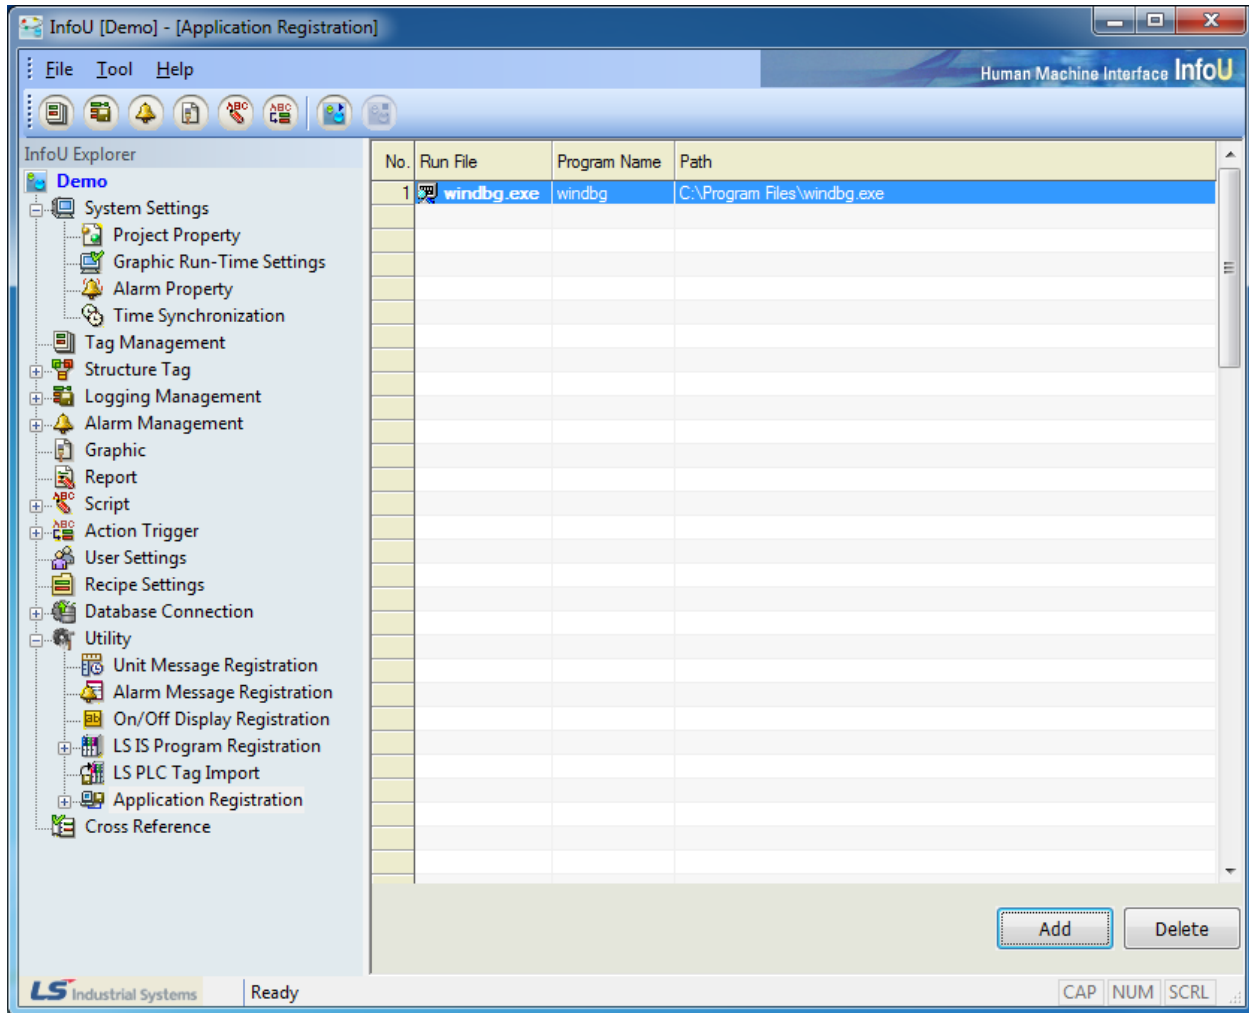 InfoU [Demo] - [Application Registration]
File Tool Help
Human Machine Interface InfoU
InfoU Explorer
Demo
System Settings
Project Property
Graphic Run-Time Settings
Alarm Property
Time Synchronization
Tag Management
Structure Tag
Logging Management
Alarm Management
Graphic
Report
Script
Action Trigger
User Settings
Recipe Settings
Database Connection
Utility
Unit Message Registration
Alarm Message Registration
On/Off Display Registration
LS IS Program Registration
LS PLC Tag Import
Application Registration
Cross Reference
No. Run File Program Name Path
1 windbg.exe windbg C:\Program Files\windbg.exe
Add Delete
LS Industrial Systems Ready CAP NUM SCRL